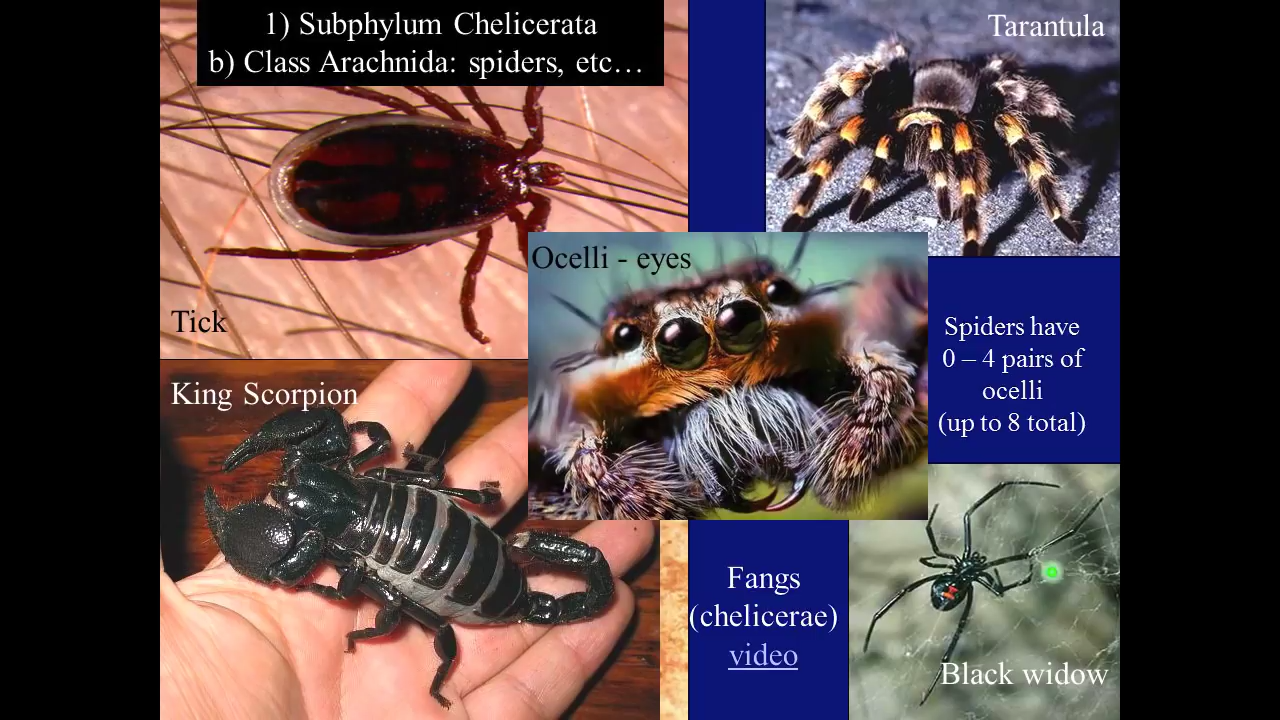 1) Subphylum Chelicerata
b) Class Arachnida: spiders, etc…
Tarantula
Ocelli - eyes
Tick
Spiders have
0 – 4 pairs of
ocelli
(up to 8 total)
King Scorpion
Fangs
(chelicerae)
video
Black widow